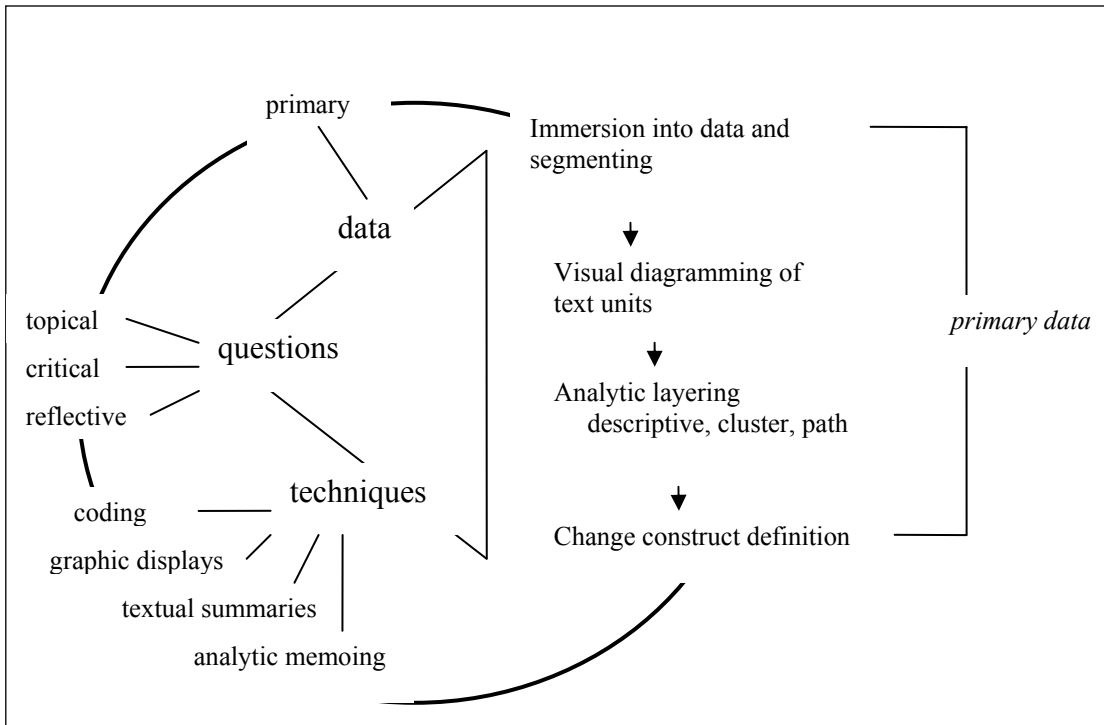 primary
data
topical
questions
critical
reflective
techniques
coding
graphic displays
textual summaries
analytic memoing
Immersion into data and
segmenting
Visual diagramming of
text units
Analytic layering
descriptive, cluster, path
Change construct definition
primary data